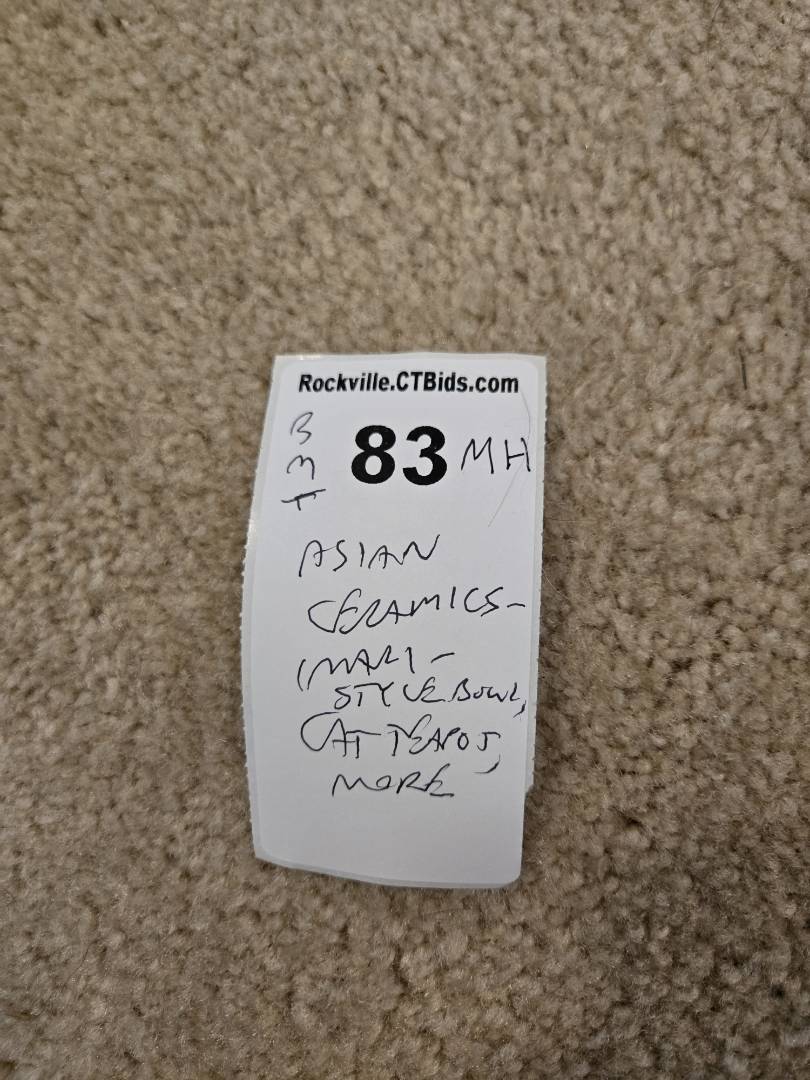 Rockville.CTBids.com
83 MH
ASIAN
CERAMICS-
IMARI-
STYLE BOWL,
CAT TEAPOT,
MORE